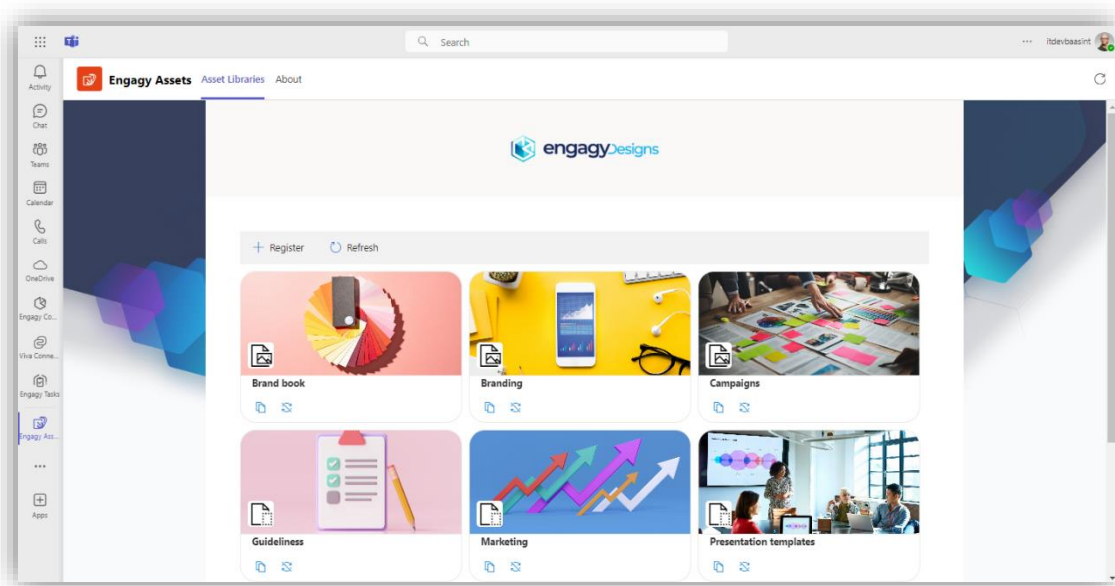 Search
itdevbaasint
Activity
Chat
Teams
Calendar
Calls
OneDrive
Engagy Co...
Viva Conne...
Engagy Tasks
Engagy Ass...
Apps
Engagy Assets Asset Libraries About
engagyDesigns
Register Refresh
Brand book Branding Campaigns
Guideliness Marketing Presentation templates